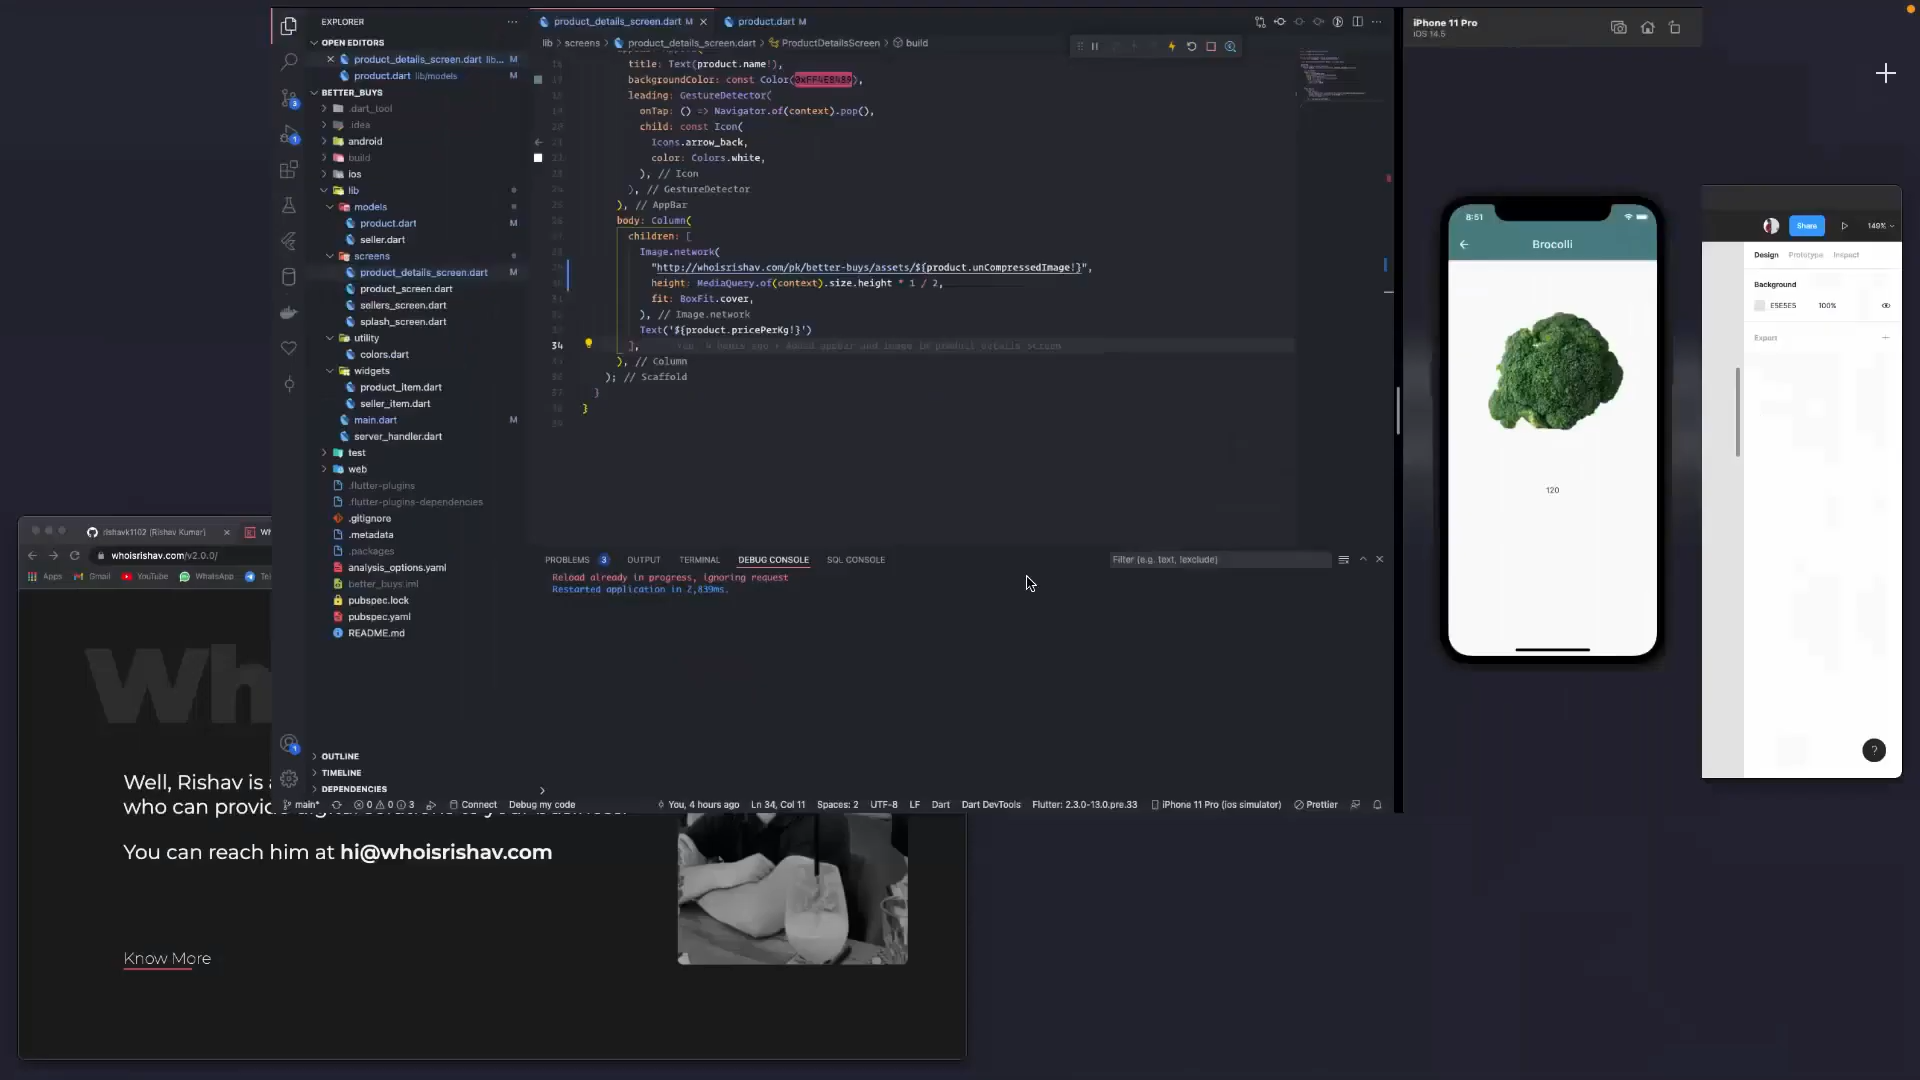 EXPLORER
OPEN EDITORS
product_details_screen.dart lib... M
product.dart lib/models M
BETTER_BUYS
.dart_tool
.idea
android
build
ios
lib
models
product.dart M
seller.dart
screens
product_details_screen.dart M
product_screen.dart
sellers_screen.dart
splash_screen.dart
utility
colors.dart
widgets
product_item.dart
seller_item.dart
main.dart M
server_handler.dart
test
web
.flutter-plugins
.flutter-plugins-dependencies
.gitignore
.metadata
.packages
analysis_options.yaml
better_buys.iml
pubspec.lock
pubspec.yaml
README.md
OUTLINE
TIMELINE
DEPENDENCIES
product_details_screen.dart M product.dart M
lib > screens > product_details_screen.dart > ProductDetailsScreen > build
title: Text(product.name!),
backgroundColor: const Color(0xFF4E8489),
leading: GestureDetector(
onTap: () => Navigator.of(context).pop(),
child: const Icon(
Icons.arrow_back,
color: Colors.white,
), // Icon
), // GestureDetector
), // AppBar
body: Column(
children: [
Image.network(
"http://whoisrishav.com/pk/better-buys/assets/${product.unCompressedImage!}",
height: MediaQuery.of(context).size.height * 1 / 2,
fit: BoxFit.cover,
), // Image.network
Text('${product.pricePerKg!}')
34 ],
), // Column
); // Scaffold
}
}
PROBLEMS 3 OUTPUT TERMINAL DEBUG CONSOLE SQL CONSOLE
Filter (e.g. text, !exclude)
Reload already in progress, ignoring request
Restarted application in 2,839ms.
main* 0 0 3 Connect Debug my code You, 4 hours ago Ln 34, Col 11 Spaces: 2 UTF-8 LF Dart Dart DevTools Flutter: 2.3.0-13.0.pre.33 iPhone 11 Pro (ios simulator) Prettier
iPhone 11 Pro
iOS 14.5
8:51
Brocolli
120
Share 149%
Design Prototype Inspect
Background
E5E5E5 100%
Export
?
rishavk1102 (Rishav Kumar)
whoisrishav.com/v2.0.0/
Apps Gmail YouTube WhatsApp
Wh
Well, Rishav is
who can
You can reach him at hi@whoisrishav.com
Know More